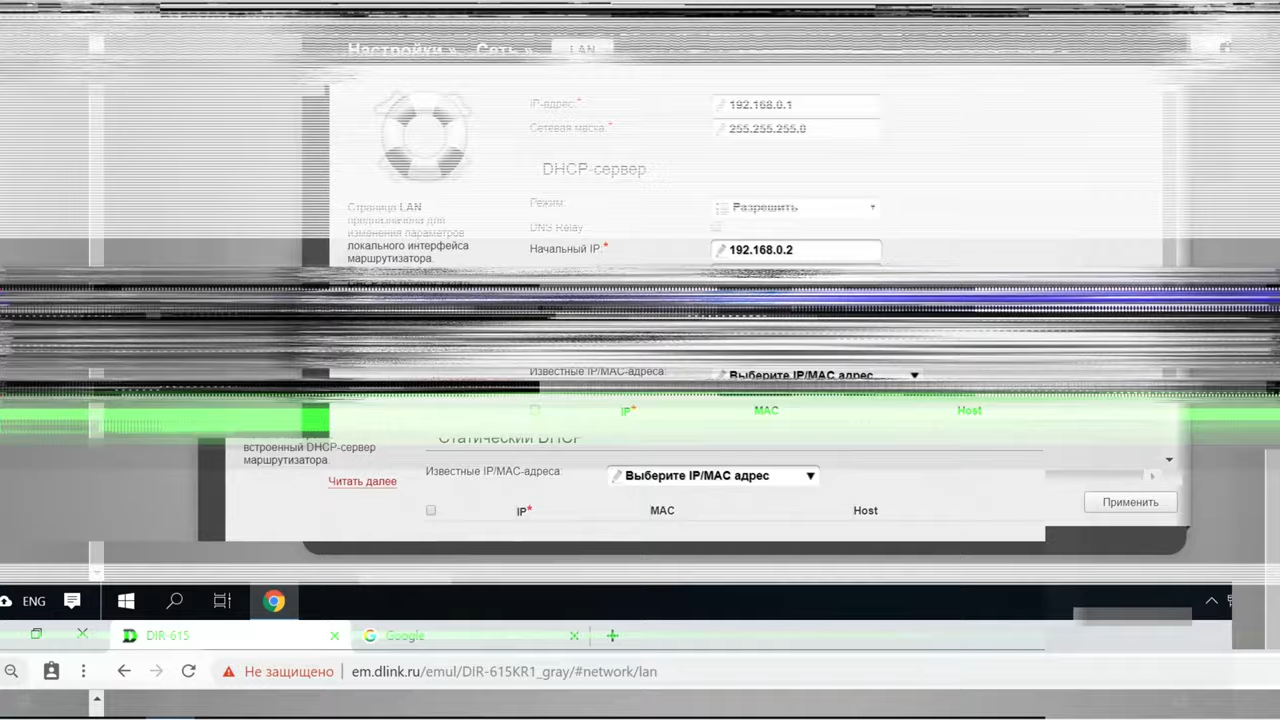 Настройки » Сеть » LAN
IP-адрес:* 192.168.0.1
Сетевая маска:* 255.255.255.0
DHCP-сервер
Режим: Разрешить
DNS Relay
Начальный IP:* 192.168.0.2
Страница LAN
предназначена для
изменения параметров
локального интерфейса
маршрутизатора.
Известные IP/MAC-адреса: Выберите IP/MAC адрес
IP* MAC Host
Статический DHCP
встроенный DHCP-сервер
маршрутизатора.
Известные IP/MAC-адреса: Выберите IP/MAC адрес
Читать далее
Применить
IP* MAC Host
ENG
DIR-615 Google
Не защищено em.dlink.ru/emul/DIR-615KR1_gray/#network/lan